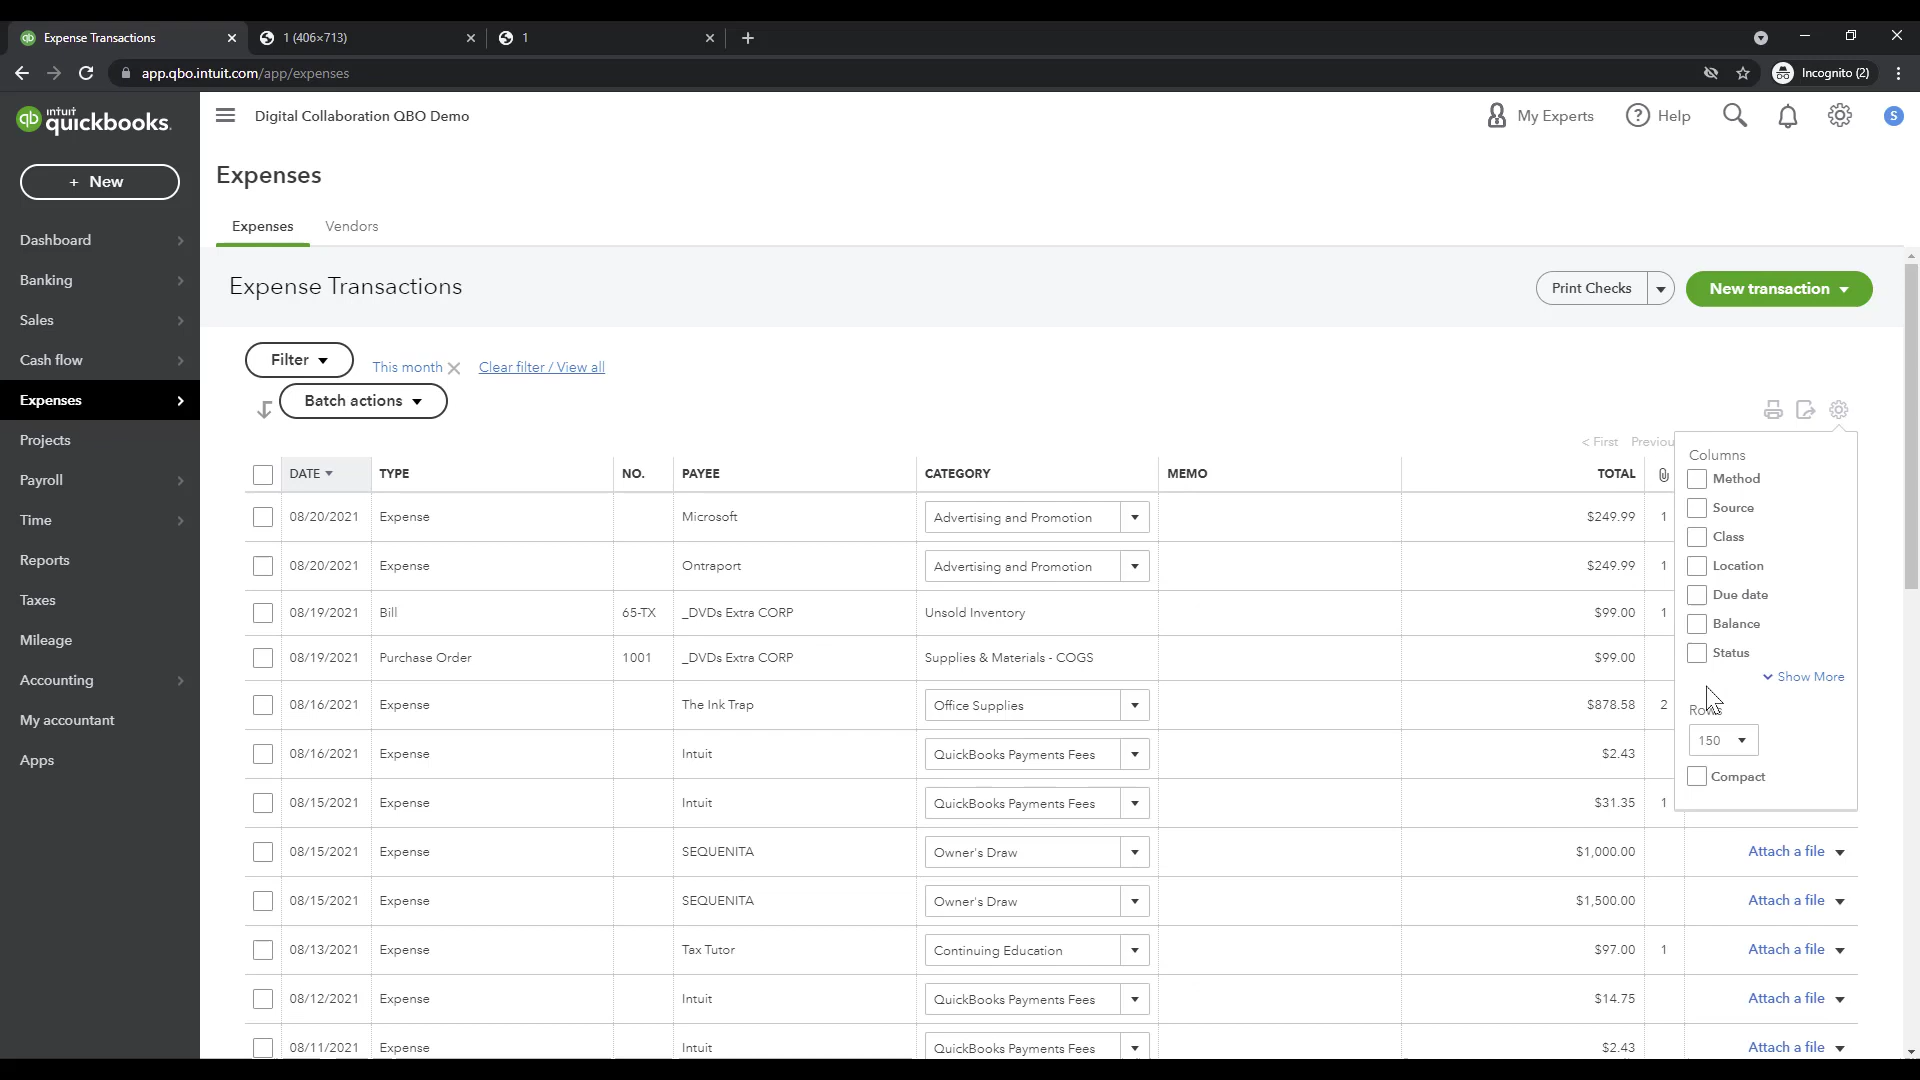 Expense Transactions
1 (406×713)
1
app.qbo.intuit.com/app/expenses
Incognito (2)
intuit quickbooks.
Digital Collaboration QBO Demo
My Experts
Help
S
+ New
Dashboard
Banking
Sales
Cash flow
Expenses
Projects
Payroll
Time
Reports
Taxes
Mileage
Accounting
My accountant
Apps
Expenses
Expenses Vendors
Expense Transactions
Print Checks
New transaction
Filter
This month
Clear filter / View all
Batch actions
< First Previou
DATE TYPE NO. PAYEE CATEGORY MEMO TOTAL
08/20/2021 Expense Microsoft Advertising and Promotion $249.99 1
08/20/2021 Expense Ontraport Advertising and Promotion $249.99 1
08/19/2021 Bill 65-TX _DVDs Extra CORP Unsold Inventory $99.00 1
08/19/2021 Purchase Order 1001 _DVDs Extra CORP Supplies & Materials - COGS $99.00
08/16/2021 Expense The Ink Trap Office Supplies $878.58 2
08/16/2021 Expense Intuit QuickBooks Payments Fees $2.43
08/15/2021 Expense Intuit QuickBooks Payments Fees $31.35 1
08/15/2021 Expense SEQUENITA Owner's Draw $1,000.00 Attach a file
08/15/2021 Expense SEQUENITA Owner's Draw $1,500.00 Attach a file
08/13/2021 Expense Tax Tutor Continuing Education $97.00 1 Attach a file
08/12/2021 Expense Intuit QuickBooks Payments Fees $14.75 Attach a file
08/11/2021 Expense Intuit QuickBooks Payments Fees $2.43 Attach a file
Columns
Method
Source
Class
Location
Due date
Balance
Status
Show More
Rows
150
Compact